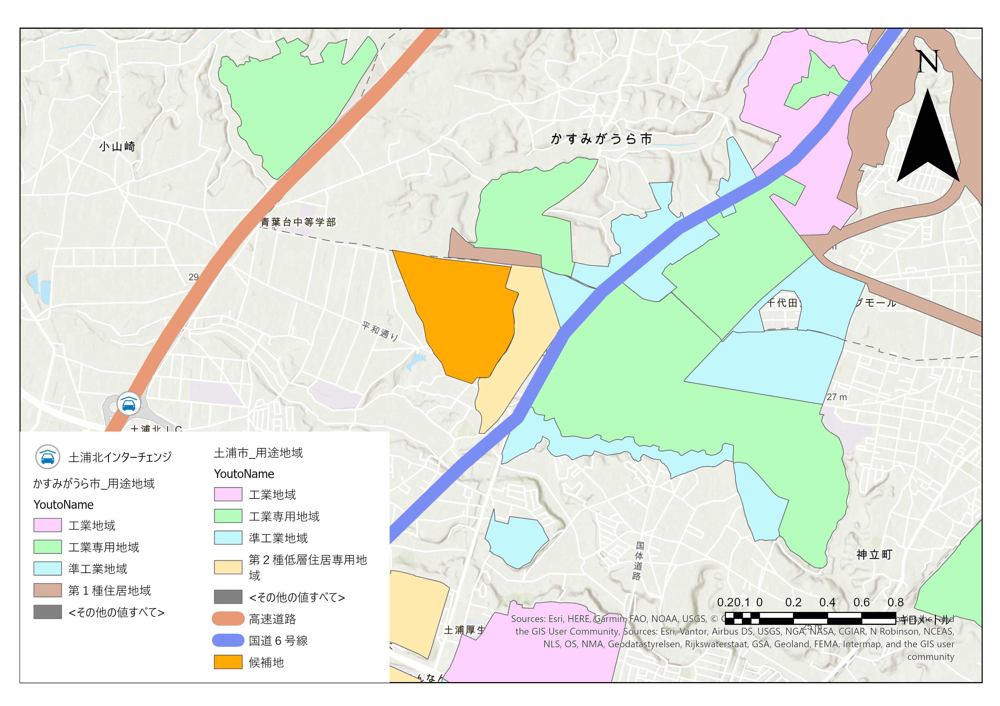 N
かすみがうら市
小山崎
青葉台中等学部
29
千代田
グモール
平和通り
27 m
土浦北ＩＣ
土浦北インターチェンジ
かすみがうら市_用途地域
YoutoName
工業地域
工業専用地域
準工業地域
第１種住居地域
<その他の値すべて>
土浦市_用途地域
YoutoName
工業地域
工業専用地域
準工業地域
第２種低層住居専用地
域
<その他の値すべて>
高速道路
国道６号線
候補地
国体道路
神立町
土浦厚生
んなん
0.20.1 0 0.2 0.4 0.6 0.8
キロメートル
25 m
Sources: Esri, HERE, Garmin, FAO, NOAA, USGS, © and
the GIS User Community, Sources: Esri, Vantor, Airbus DS, USGS, NGA, NASA, CGIAR, N Robinson, NCEAS,
NLS, OS, NMA, Geodatastyrelsen, Rijkswaterstaat, GSA, Geoland, FEMA, Intermap, and the GIS user
community